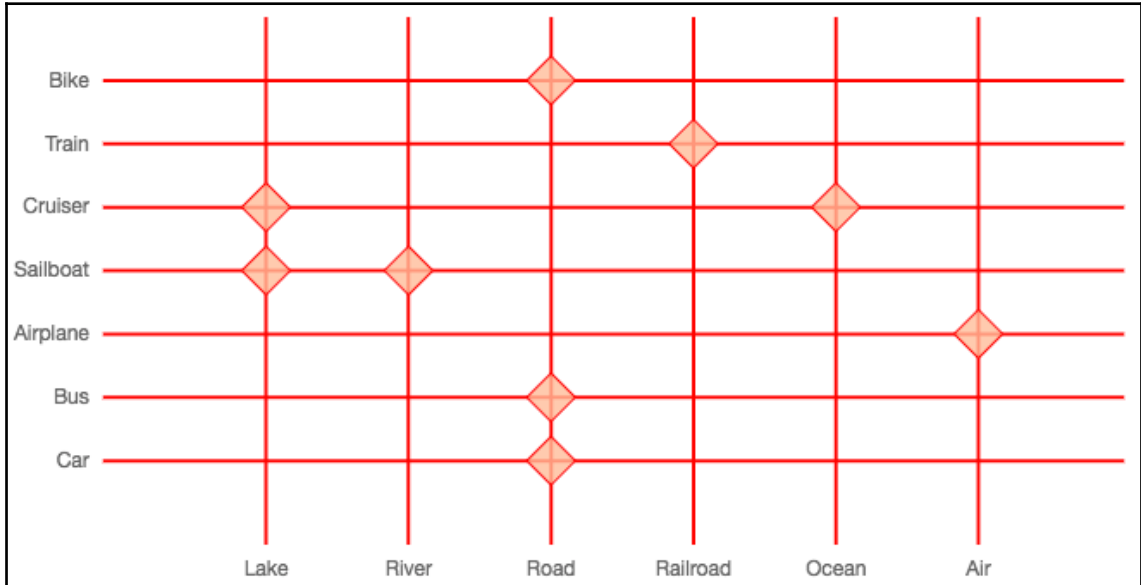 Bike
Train
Cruiser
Sailboat
Airplane
Bus
Car
Lake River Road Railroad Ocean Air